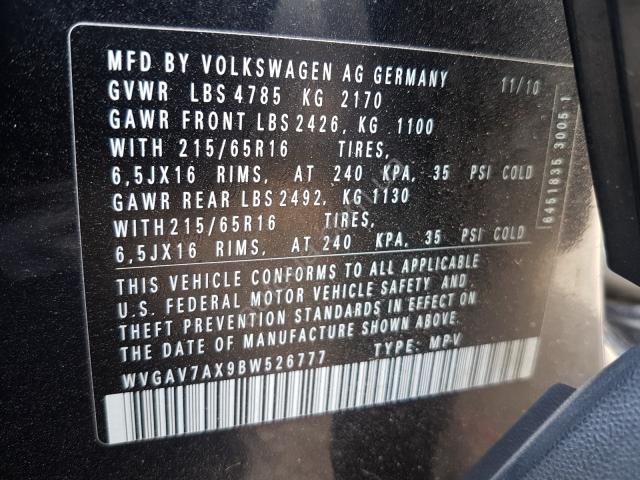 MFD BY VOLKSWAGEN AG GERMANY 11/10
GVWR LBS 4785 KG 2170
GAWR FRONT LBS 2426, KG 1100
WITH 215/65R16 TIRES,
6,5JX16 RIMS, AT 240 KPA, 35 PSI COLD
GAWR REAR LBS 2492, KG 1130
WITH 215/65R16 TIRES,
6,5JX16 RIMS, AT 240 KPA, 35 PSI COLD
THIS VEHICLE CONFORMS TO ALL APPLICABLE
U.S. FEDERAL MOTOR VEHICLE SAFETY AND
THEFT PREVENTION STANDARDS IN EFFECT ON
THE DATE OF MANUFACTURE SHOWN ABOVE.
WVGAV7AX9BW526777 TYPE: MPV
6451835 3005 1